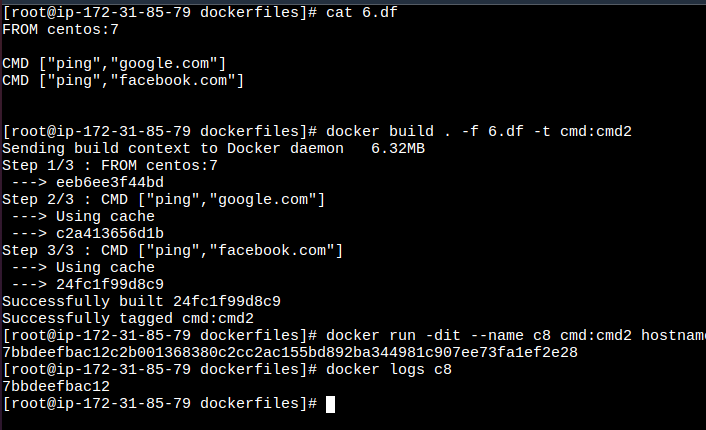 [root@ip-172-31-85-79 dockerfiles]# cat 6.df
FROM centos:7
CMD ["ping","google.com"]
CMD ["ping","facebook.com"]
[root@ip-172-31-85-79 dockerfiles]# docker build . -f 6.df -t cmd:cmd2
Sending build context to Docker daemon   6.32MB
Step 1/3 : FROM centos:7
 ---> eeb6ee3f44bd
Step 2/3 : CMD ["ping","google.com"]
 ---> Using cache
 ---> c2a413656d1b
Step 3/3 : CMD ["ping","facebook.com"]
 ---> Using cache
 ---> 24fc1f99d8c9
Successfully built 24fc1f99d8c9
Successfully tagged cmd:cmd2
[root@ip-172-31-85-79 dockerfiles]# docker run -dit --name c8 cmd:cmd2 hostname
7bbdeefbac12c2b001368380c2cc2ac155bd892ba344981c907ee73fa1ef2e28
[root@ip-172-31-85-79 dockerfiles]# docker logs c8
7bbdeefbac12
[root@ip-172-31-85-79 dockerfiles]#